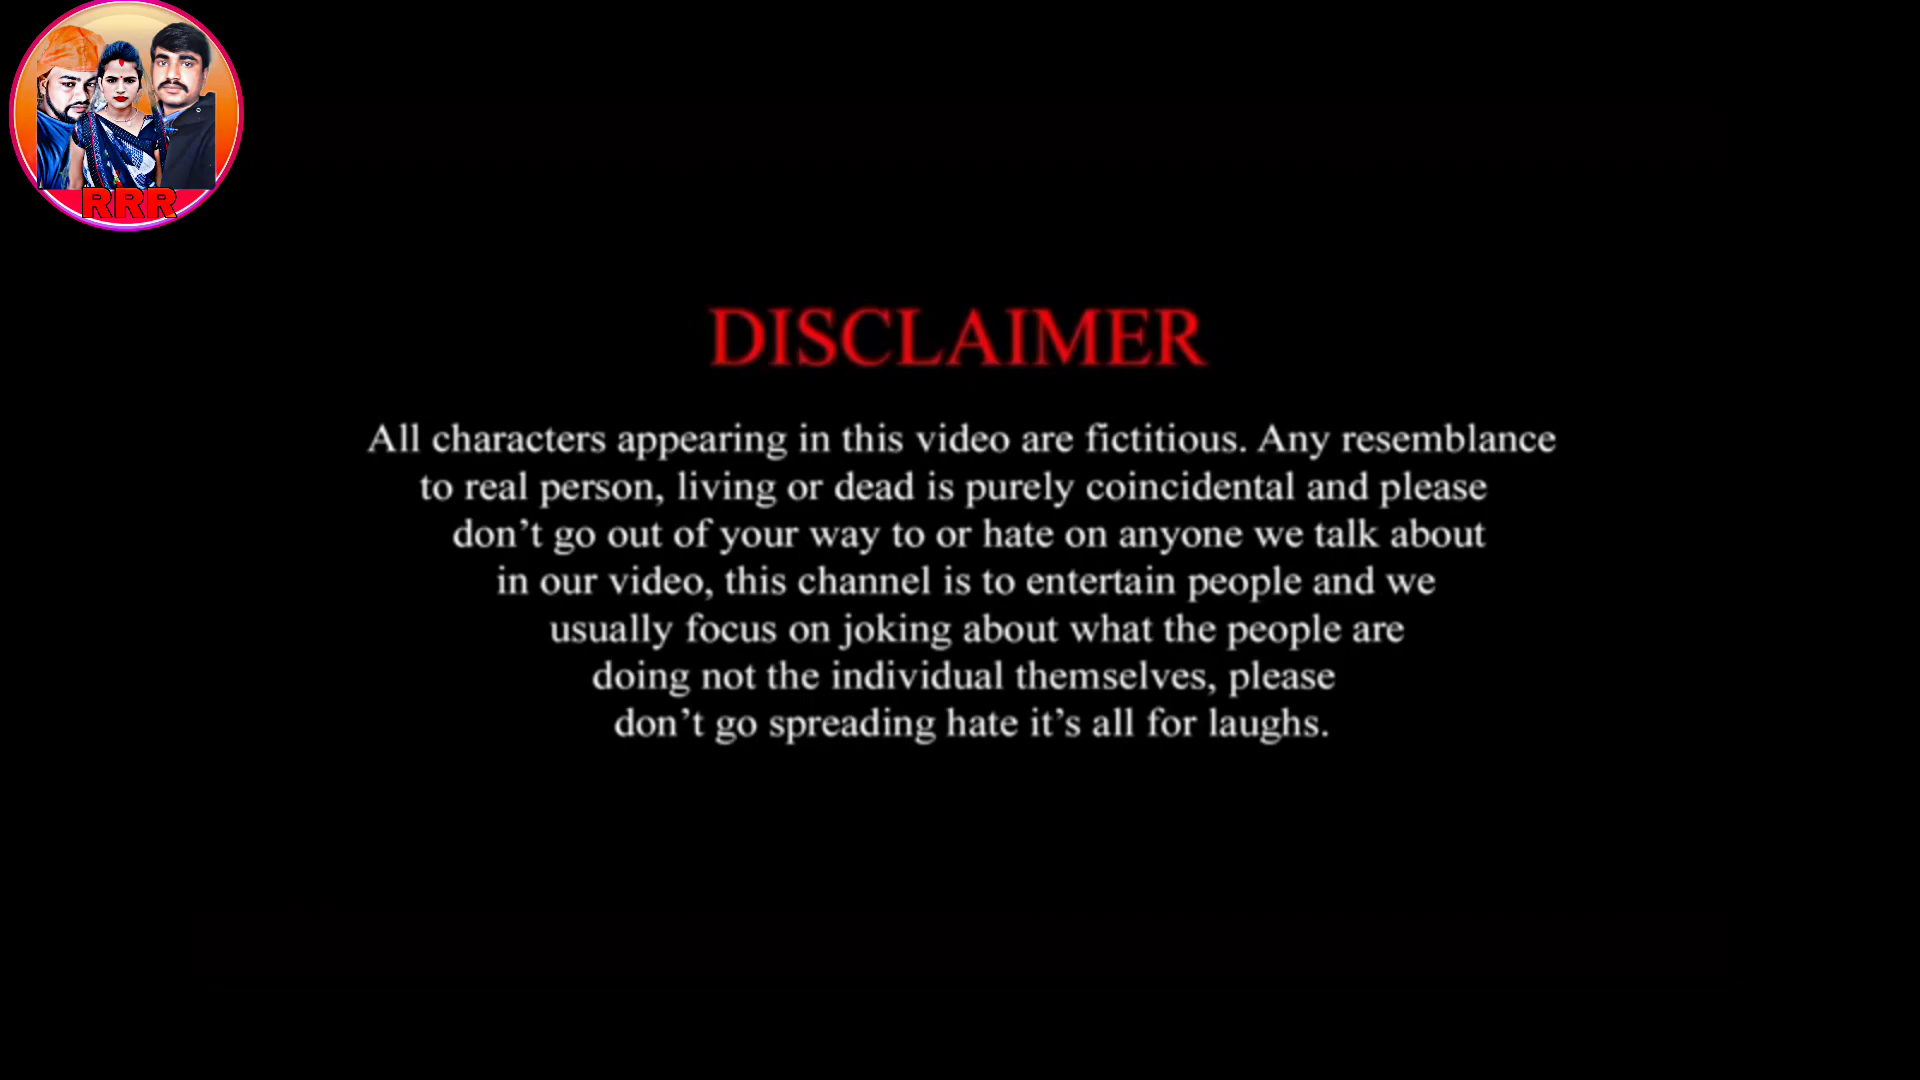 RRR
DISCLAIMER
All characters appearing in this video are fictitious. Any resemblance
to real person, living or dead is purely coincidental and please
don’t go out of your way to or hate on anyone we talk about
in our video, this channel is to entertain people and we
usually focus on joking about what the people are
doing not the individual themselves, please
don’t go spreading hate it’s all for laughs.